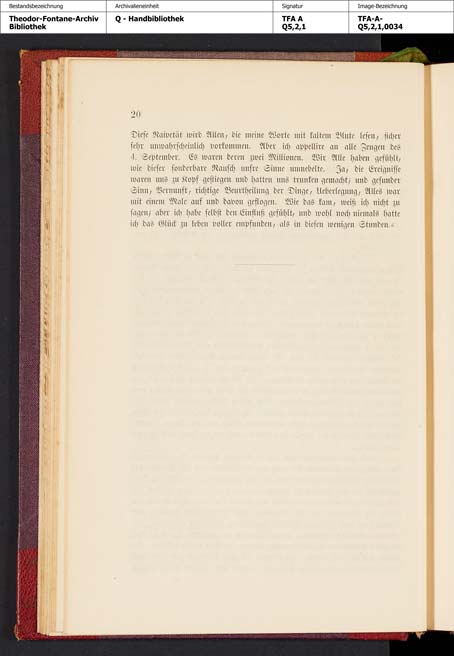 Bestandsbezeichnung Archivalieneinheit Signatur Image-Bezeichnung
Theodor-Fontane-Archiv Q - Handbibliothek TFA A TFA-A-
Bibliothek Q5,2,1 Q5,2,1,0034
20
Diese Naivetät wird Allen, die meine Worte mit kaltem Blute lesen, sicher
sehr unwahrscheinlich vorkommen. Aber ich appellire an alle Zeugen des
4. September. Es waren deren zwei Millionen. Wir Alle haben gefühlt,
wie dieser sonderbare Rausch unsre Sinne umnebelte. Ja, die Ereignisse
waren uns zu Kopf gestiegen und hatten uns trunken gemacht; und gesunder
Sinn, Vernunft, richtige Beurtheilung der Dinge, Ueberlegung, Alles war
mit einem Male auf und davon geflogen. Wie das kam, weiß ich nicht zu
sagen; aber ich habe selbst den Einfluß gefühlt, und wohl noch niemals hatte
ich das Glück zu leben voller empfunden, als in diesen wenigen Stunden.“